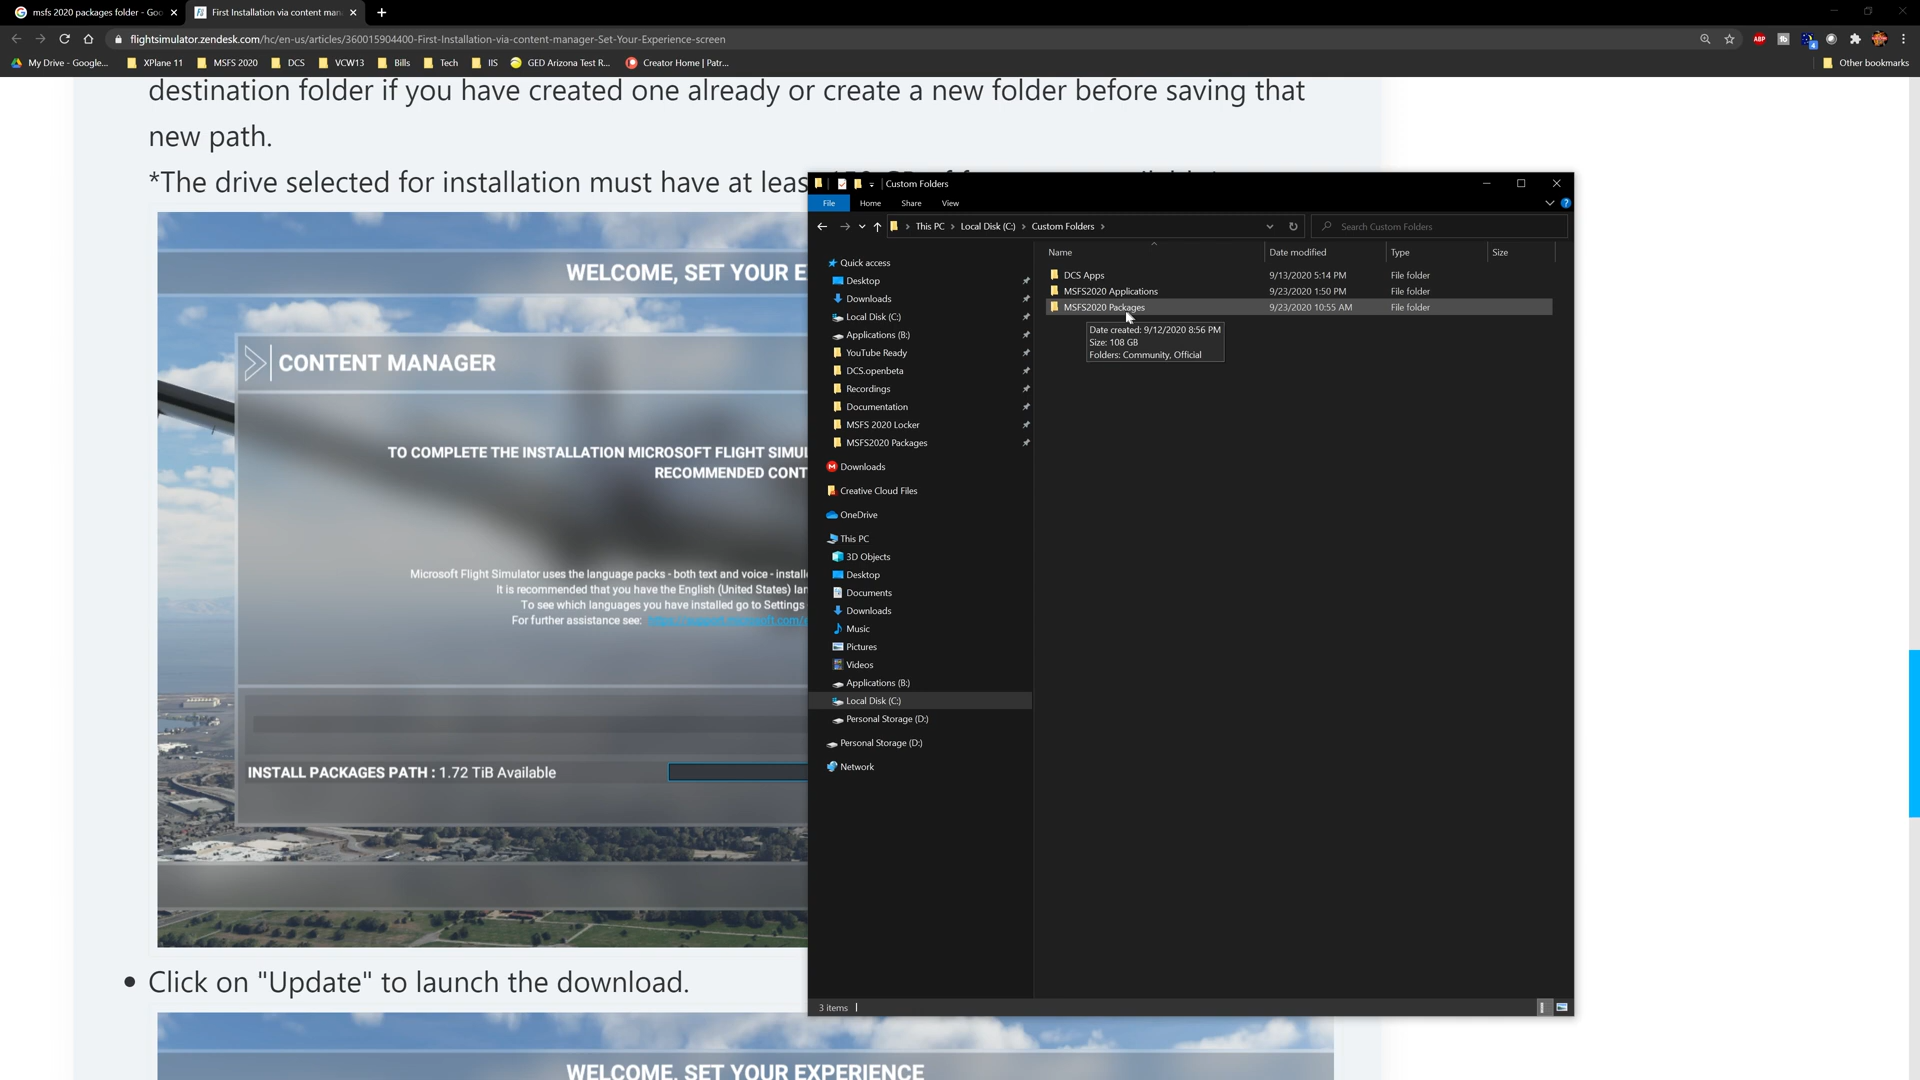 msfs 2020 packages folder - Goo
First Installation via content man
flightsimulator.zendesk.com/hc/en-us/articles/360015904400-First-Installation-via-content-manager-Set-Your-Experience-screen
ABP
My Drive - Google...
XPlane 11
MSFS 2020
DCS
VCW13
Bills
Tech
IIS
GED Arizona Test R...
Creator Home | Patr...
Other bookmarks
destination folder if you have created one already or create a new folder before saving that
new path.
*The drive selected for installation must have at leas
WELCOME, SET YOUR E
CONTENT MANAGER
TO COMPLETE THE INSTALLATION MICROSOFT FLIGHT SIMUL
RECOMMENDED CONT
Microsoft Flight Simulator uses the language packs - both text and voice - installe
It is recommended that you have the English (United States) lan
To see which languages you have installed go to Settings
For further assistance see: https://support.microsoft.com/
INSTALL PACKAGES PATH : 1.72 TiB Available
• Click on "Update" to launch the download.
WELCOME, SET YOUR EXPERIENCE
Custom Folders
File
Home
Share
View
This PC
Local Disk (C:)
Custom Folders
Search Custom Folders
Quick access
Desktop
Downloads
Local Disk (C:)
Applications (B:)
YouTube Ready
DCS.openbeta
Recordings
Documentation
MSFS 2020 Locker
MSFS2020 Packages
Downloads
Creative Cloud Files
OneDrive
This PC
3D Objects
Desktop
Documents
Downloads
Music
Pictures
Videos
Applications (B:)
Local Disk (C:)
Personal Storage (D:)
Personal Storage (D:)
Network
Name Date modified Type Size
DCS Apps 9/13/2020 5:14 PM File folder
MSFS2020 Applications 9/23/2020 1:50 PM File folder
MSFS2020 Packages 9/23/2020 10:55 AM File folder
Date created: 9/12/2020 8:56 PM
Size: 108 GB
Folders: Community, Official
3 items